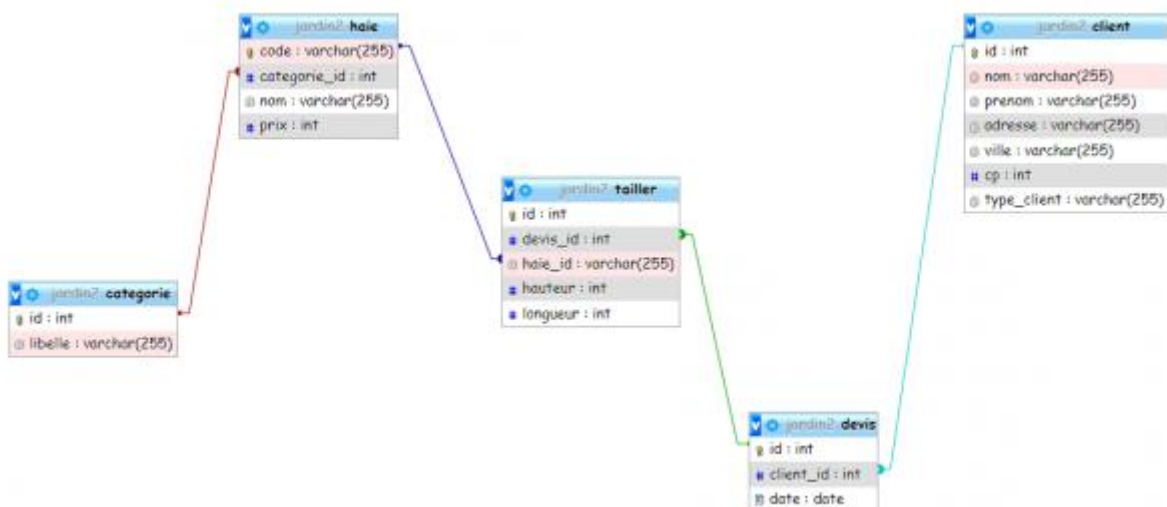 jardin2 haie
code : varchar(255)
categorie_id : int
nom : varchar(255)
prix : int
jardin2 client
id : int
nom : varchar(255)
prenom : varchar(255)
adresse : varchar(255)
ville : varchar(255)
cp : int
type_client : varchar(255)
jardin2 tailler
id : int
devis_id : int
haie_id : varchar(255)
hauteur : int
longueur : int
jardin2 categorie
id : int
libelle : varchar(255)
jardin2 devis
id : int
client_id : int
date : date